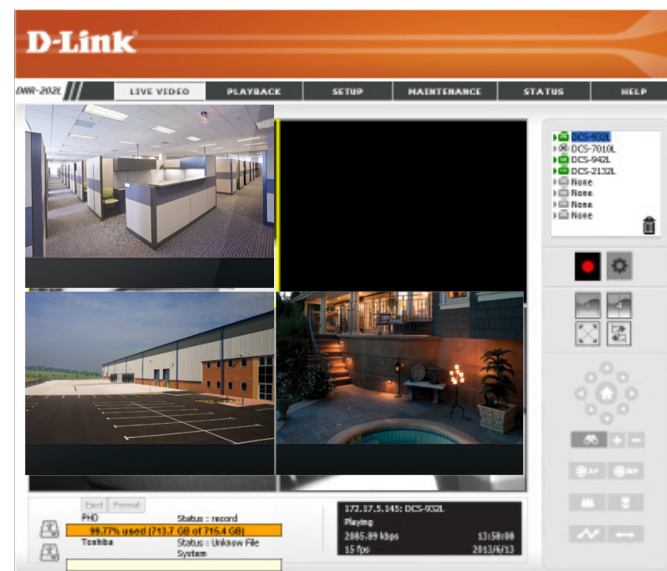 D-Link
DNR-202L
LIVE VIDEO PLAYBACK SETUP MAINTENANCE STATUS HELP
DCS-932L
DCS-7010L
DCS-942L
DCS-2132L
None
None
None
None
AF MF
Eject Format
PHD Status : record
99.77% used (713.7 GB of 715.4 GB)
Toshiba Status : Unknow File System
172.17.5.145: DCS-932L
Playing
2085.89 kbps 13:58:08
15 fps 2013/6/13